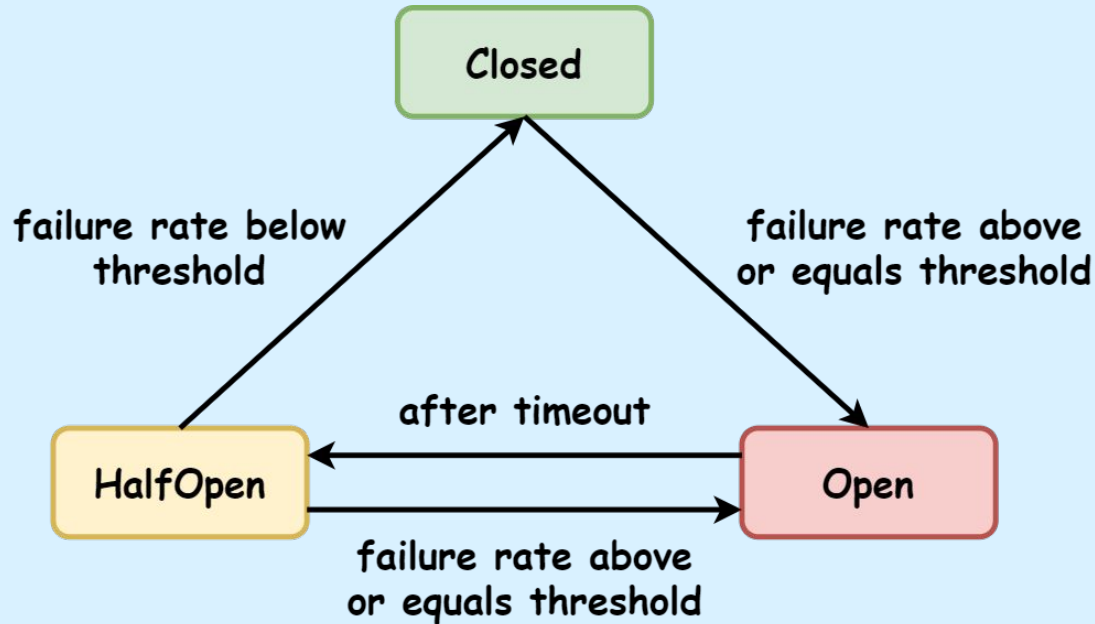 Closed
failure rate below
threshold
failure rate above
or equals threshold
after timeout
HalfOpen
Open
failure rate above
or equals threshold